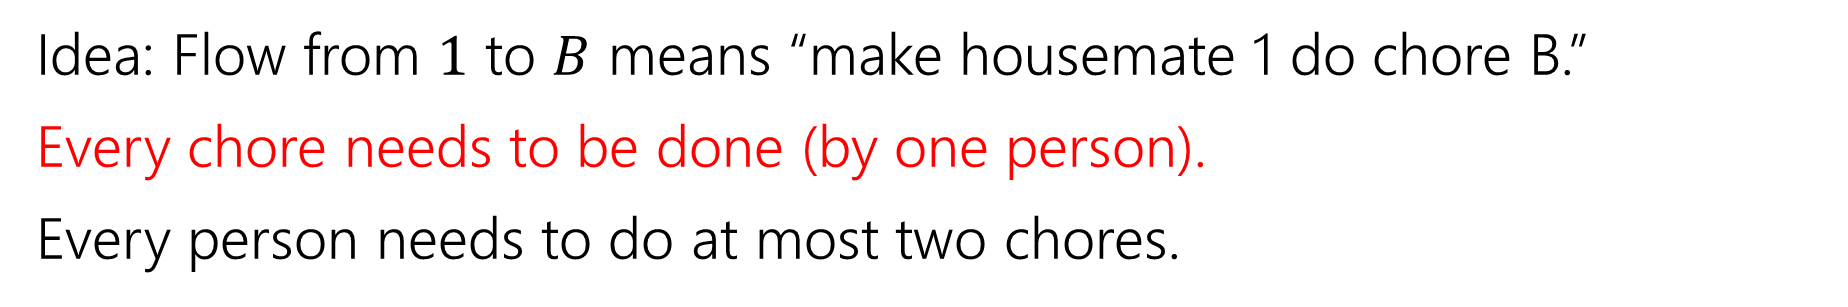 Idea: Flow from 1 to B means “make housemate 1 do chore B.”
Every chore needs to be done (by one person).
Every person needs to do at most two chores.